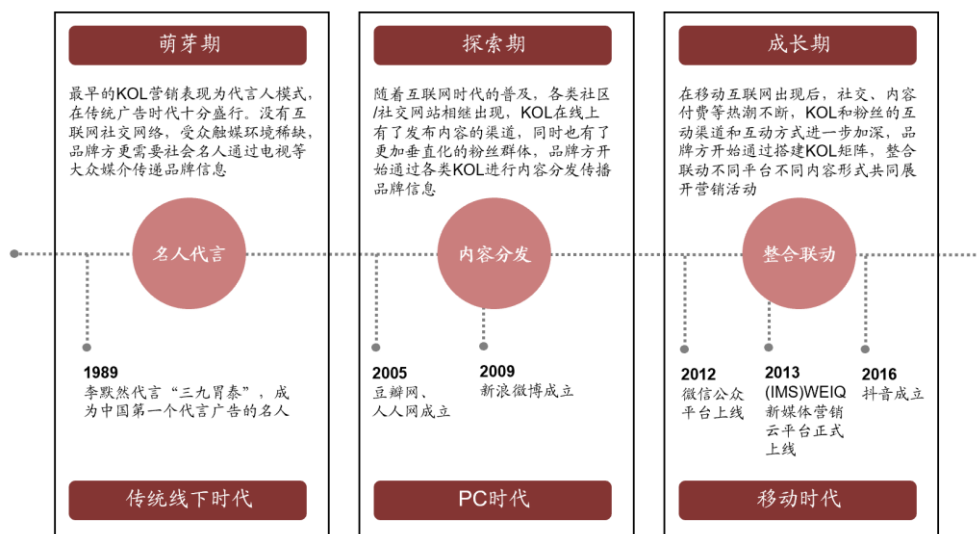 萌芽期
最早的KOL营销表现为代言人模式，
在传统广告时代十分盛行。没有互
联网社交网络，受众触媒环境稀缺，
品牌方更需要社会名人通过电视等
大众媒介传递品牌信息
名人代言
1989
李默然代言“三九胃泰”，成
为中国第一个代言广告的名人
传统线下时代
探索期
随着互联网时代的普及，各类社区
/社交网站相继出现，KOL在线上
有了发布内容的渠道，同时也有了
更加垂直化的粉丝群体，品牌方开
始通过各类KOL进行内容分发传播
品牌信息
内容分发
2005
豆瓣网、
人人网成立
2009
新浪微博成立
PC时代
成长期
在移动互联网出现后，社交、内容
付费等热潮不断，KOL和粉丝的互
动渠道和互动方式进一步加深，品
牌方开始通过搭建KOL矩阵，整合
联动不同平台不同内容形式共同展
开营销活动
整合联动
2012
微信公众
平台上线
2013
(IMS)WEIQ
新媒体营销
云平台正式
上线
2016
抖音成立
移动时代